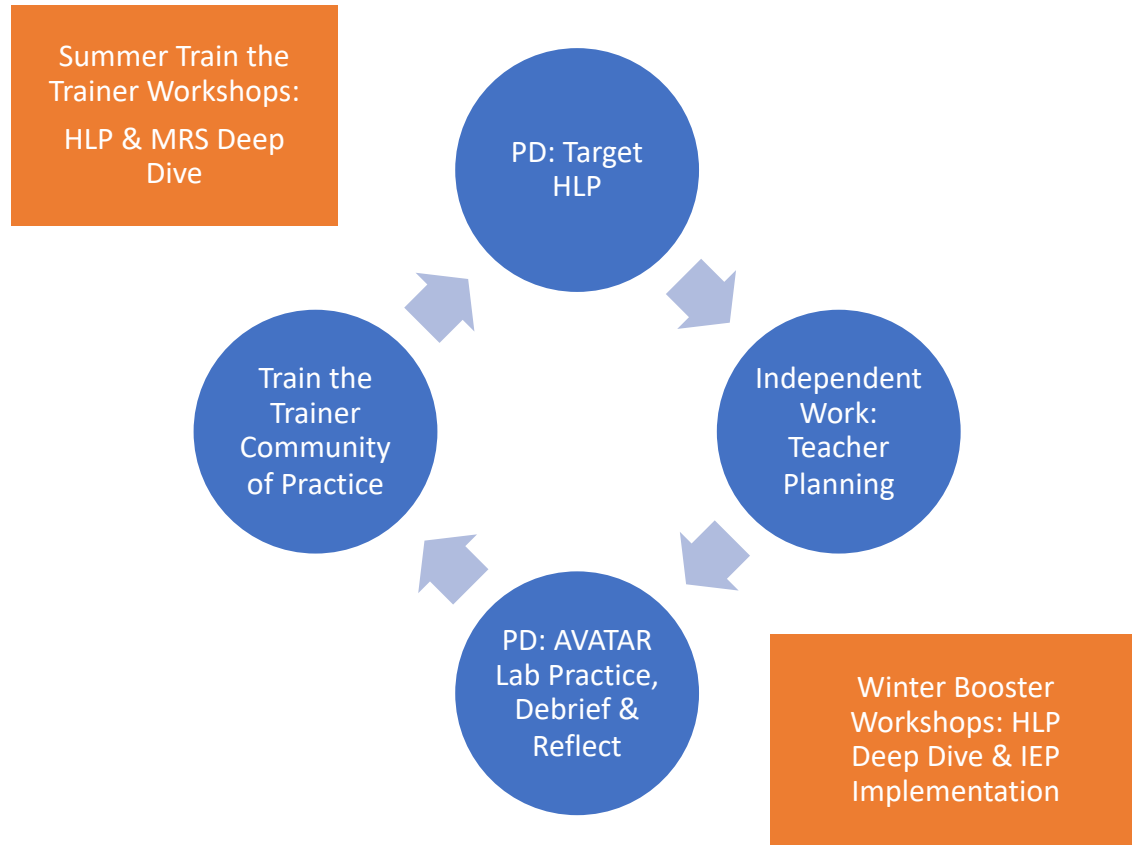 Summer Train the
Trainer Workshops:
HLP & MRS Deep
Dive
PD: Target
HLP
Independent
Work:
Teacher
Planning
PD: AVATAR
Lab Practice,
Debrief &
Reflect
Train the
Trainer
Community
of Practice
Winter Booster
Workshops: HLP
Deep Dive & IEP
Implementation